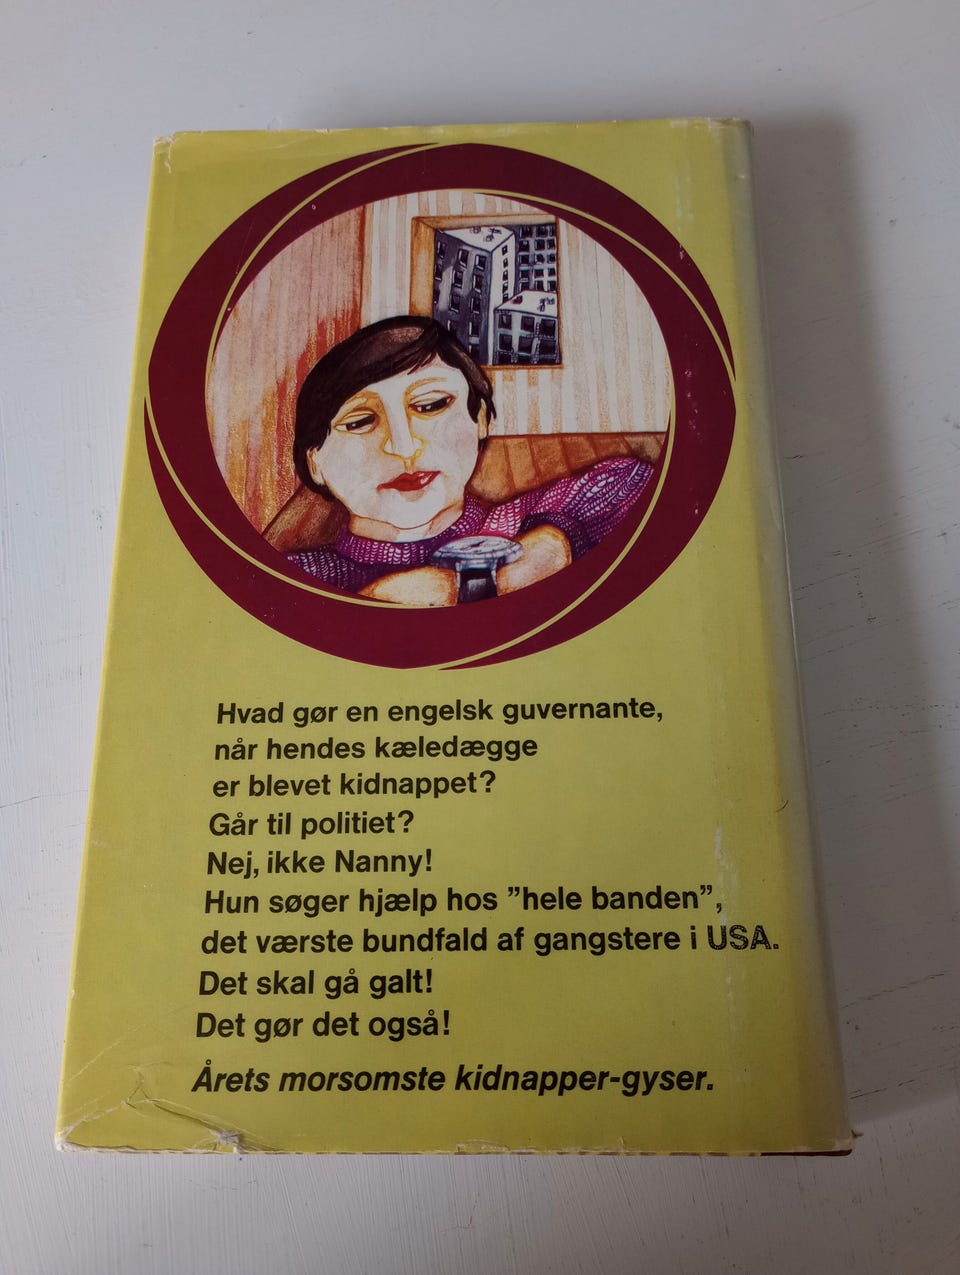 Hvad gør en engelsk guvernante,
når hendes kæledægge
er blevet kidnappet?
Går til politiet?
Nej, ikke Nanny!
Hun søger hjælp hos ”hele banden”,
det værste bundfald af gangstere i USA.
Det skal gå galt!
Det gør det også!
Årets morsomste kidnapper-gyser.